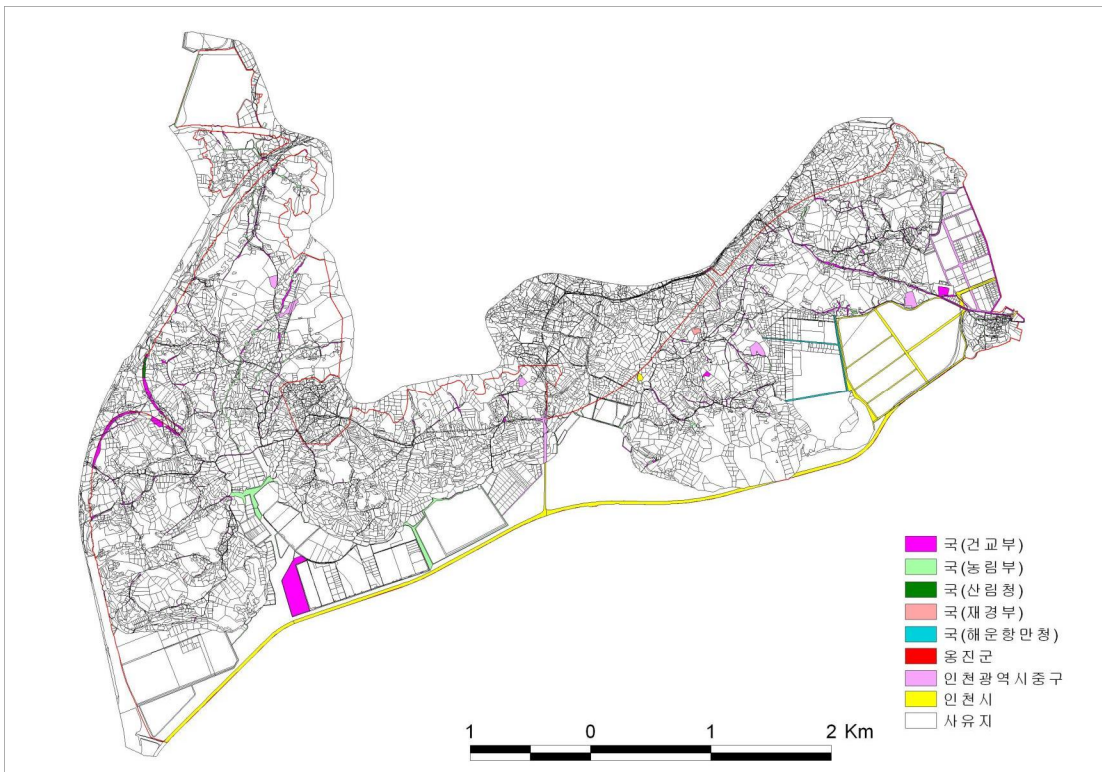 국(건교부)
국(농림부)
국(산림청)
국(재경부)
국(해운항만청)
옹진군
인천광역시중구
인천시
사유지
1 0 1 2 Km